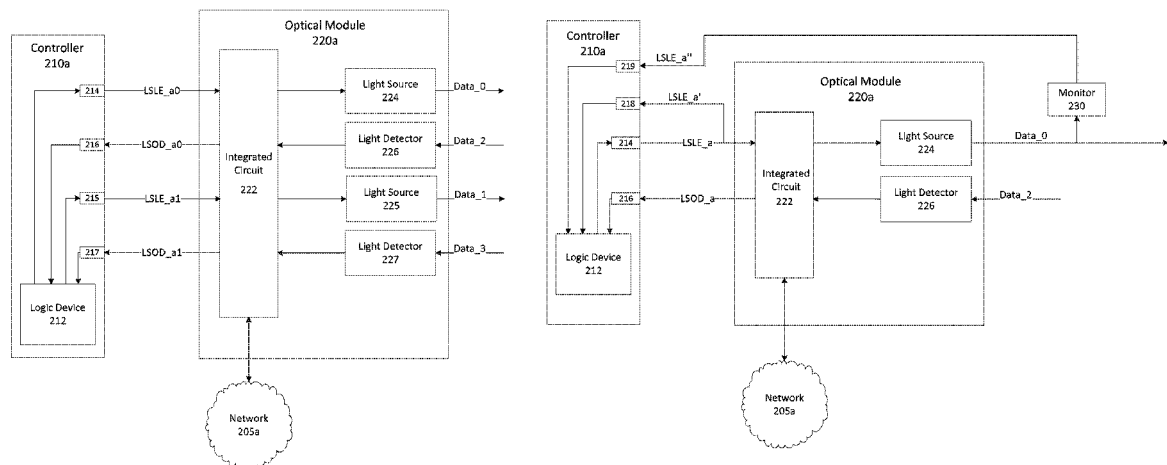 Optical Module
220a
Controller
210a
214
LSLE_a0
Light Source
224
Data_0
216
LSOD_a0
Light Detector
226
Data_2
Integrated
Circuit
222
215
LSLE_a1
Light Source
225
Data_1
217
LSOD_a1
Light Detector
227
Data_3
Logic Device
212
Network
205a
Controller
210a
219
LSLE_a"
Optical Module
220a
Monitor
230
218
LSLE_a'
214
LSLE_a
Light Source
224
Data_0
Integrated
Circuit
222
216
LSOD_a
Light Detector
226
Data_2
Logic Device
212
Network
205a